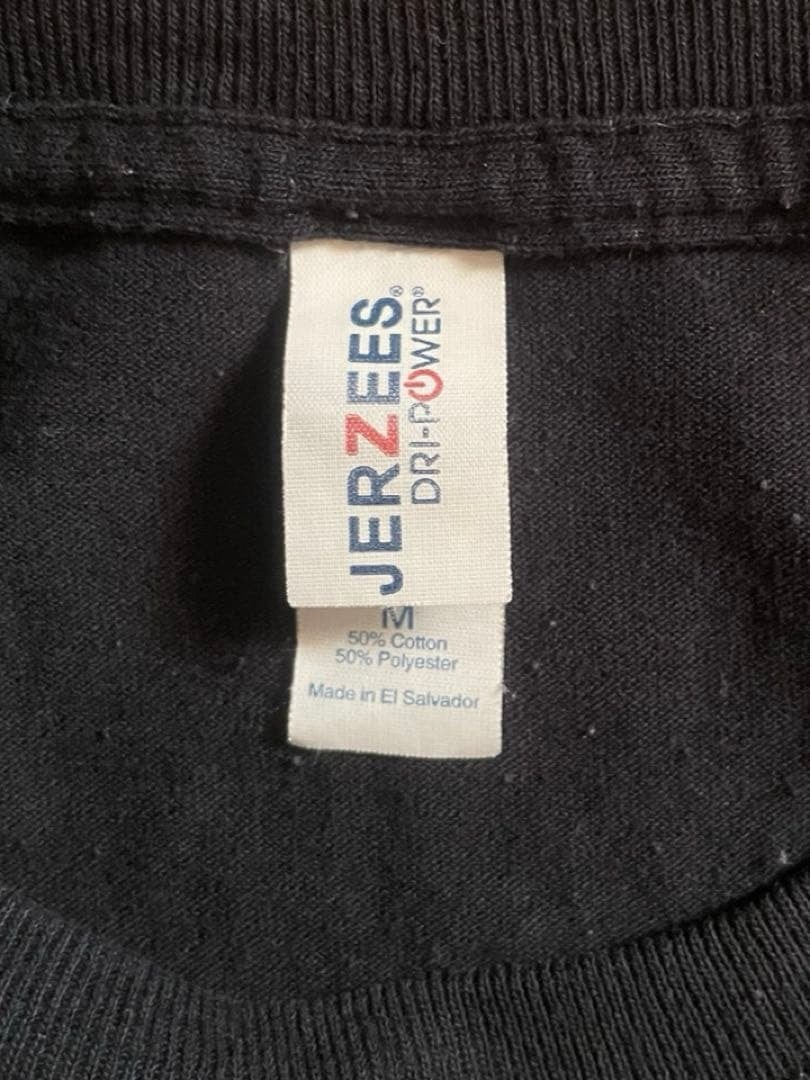 JERZEES®
DRI-POWER®
M
50% Cotton
50% Polyester
Made in El Salvador